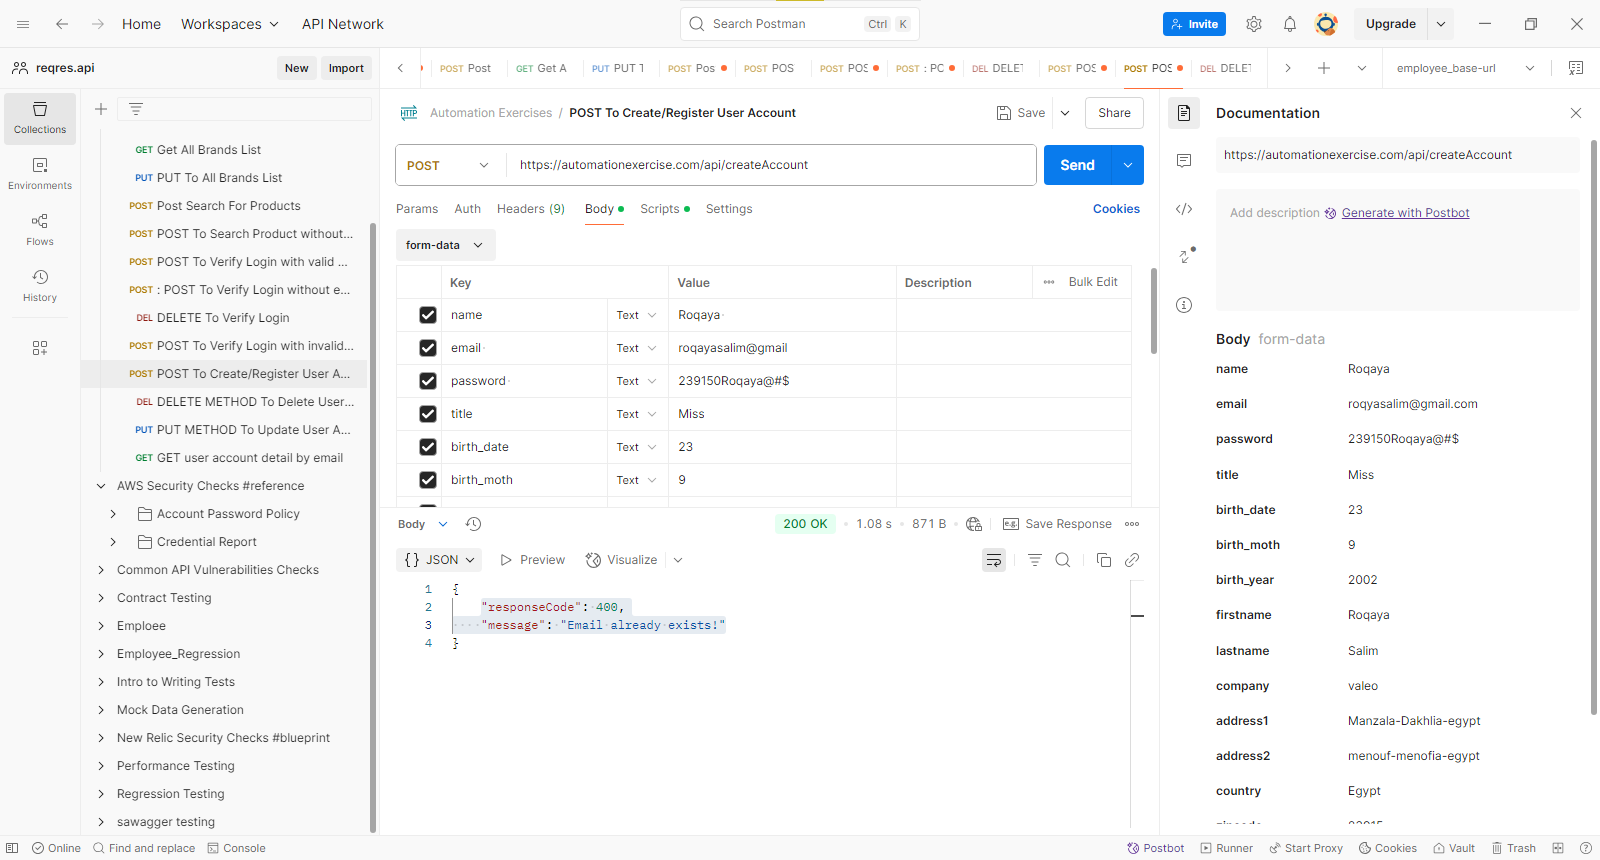 Home Workspaces API Network Search Postman Ctrl K Invite Upgrade
reqres.api New Import
POST Post GET Get A PUT PUT T POST Pos POST POS POST POS POST : PO DEL DELET POST POS POST POS DEL DELET employee_base-url
Collections
Environments
Flows
History
GET Get All Brands List
PUT PUT To All Brands List
POST Post Search For Products
POST POST To Search Product without...
POST POST To Verify Login with valid ...
POST : POST To Verify Login without e...
DEL DELETE To Verify Login
POST POST To Verify Login with invalid...
POST POST To Create/Register User A...
DEL DELETE METHOD To Delete User...
PUT PUT METHOD To Update User A...
GET GET user account detail by email
AWS Security Checks #reference
Account Password Policy
Credential Report
Common API Vulnerabilities Checks
Contract Testing
Emploee
Employee_Regression
Intro to Writing Tests
Mock Data Generation
New Relic Security Checks #blueprint
Performance Testing
Regression Testing
sawagger testing
HTTP Automation Exercises / POST To Create/Register User Account Save Share
POST https://automationexercise.com/api/createAccount Send
Params Auth Headers (9) Body Scripts Settings Cookies
form-data
Key Value Description Bulk Edit
name Text Roqaya
email Text roqayasalim@gmail
password Text 239150Roqaya@#$
title Text Miss
birth_date Text 23
birth_moth Text 9
Body 200 OK 1.08 s 871 B e.g. Save Response
{} JSON Preview Visualize
1 {
2 "responseCode": 400,
3 "message": "Email already exists!"
4 }
Documentation
https://automationexercise.com/api/createAccount
Add description Generate with Postbot
Body form-data
name Roqaya
email roqyasalim@gmail.com
password 239150Roqaya@#$
title Miss
birth_date 23
birth_moth 9
birth_year 2002
firstname Roqaya
lastname Salim
company valeo
address1 Manzala-Dakhlia-egypt
address2 menouf-menofia-egypt
country Egypt
Online Find and replace Console Postbot Runner Start Proxy Cookies Vault Trash